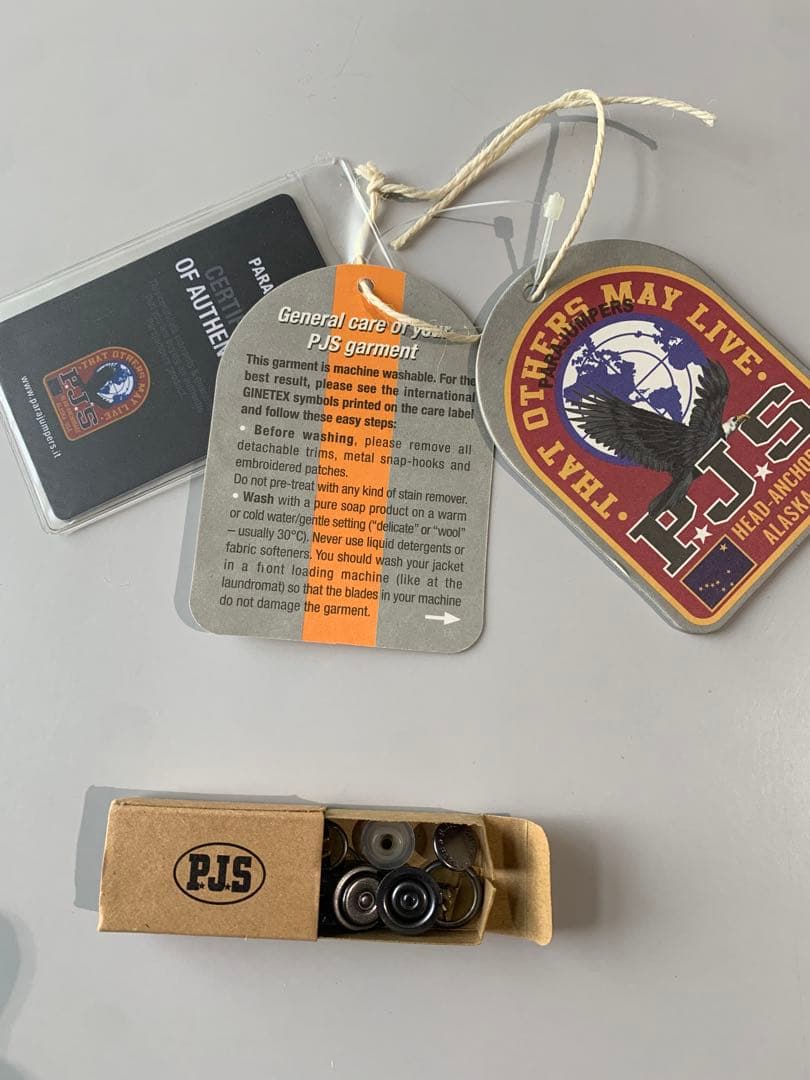 PARA
CERTI
OF AUTHEN
THAT OTHERS MAY LIVE
PJS
www.parajumpers.it
General care of your
PJS garment
This garment is machine washable. For the
best result, please see the international
GINETEX symbols printed on the care label
and follow these easy steps:
• Before washing, please remove all
detachable trims, metal snap-hooks and
embroidered patches.
Do not pre-treat with any kind of stain remover.
• Wash with a pure soap product on a warm
or cold water/gentle setting (“delicate” or “wool”
– usually 30°C). Never use liquid detergents or
fabric softeners. You should wash your jacket
in a front loading machine (like at the
laundromat) so that the blades in your machine
do not damage the garment.
·THAT OTHERS MAY LIVE·
PARAJUMPERS
P.J.S
HEAD-ANCHOR
ALASK
P.J.S